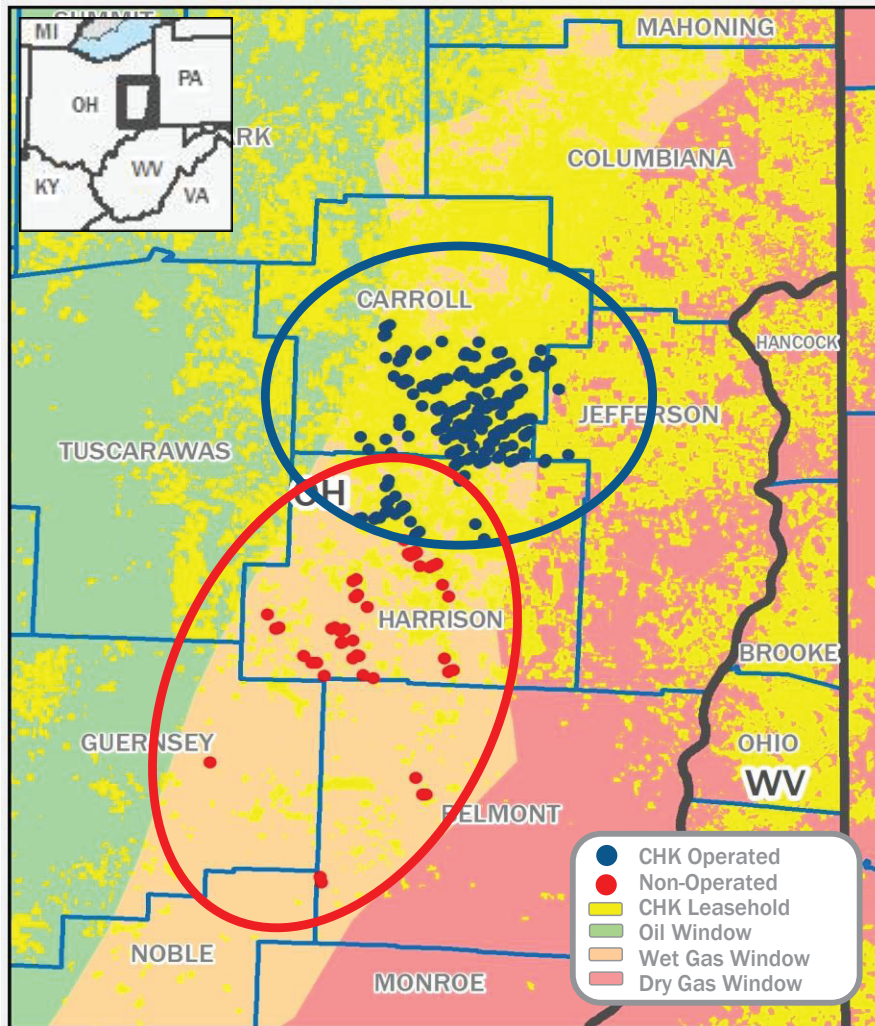 SUMMIT
MI
PA
OH
WV
KY
VA
MAHONING
COLUMBIANA
CARROLL
HANCOCK
JEFFERSON
TUSCARAWAS
OH
HARRISON
BROOKE
GUERNSEY
OHIO
WV
BELMONT
NOBLE
MONROE
CHK Operated
Non-Operated
CHK Leasehold
Oil Window
Wet Gas Window
Dry Gas Window